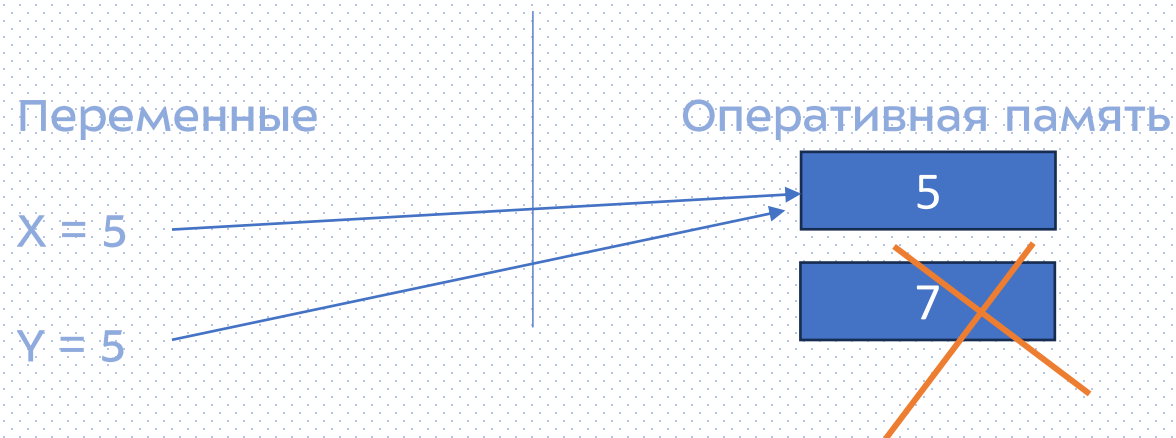 Переменные
Оперативная память
5
X = 5
7
Y = 5